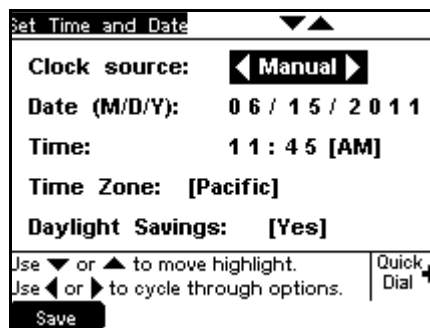 Set Time and Date ▼▲
Clock source: ◀ Manual ▶
Date (M/D/Y): 06/15/2011
Time: 11:45 [AM]
Time Zone: [Pacific]
Daylight Savings: [Yes]
Use ▼ or ▲ to move highlight.
Use ◀ or ▶ to cycle through options.
Quick
Dial
Save